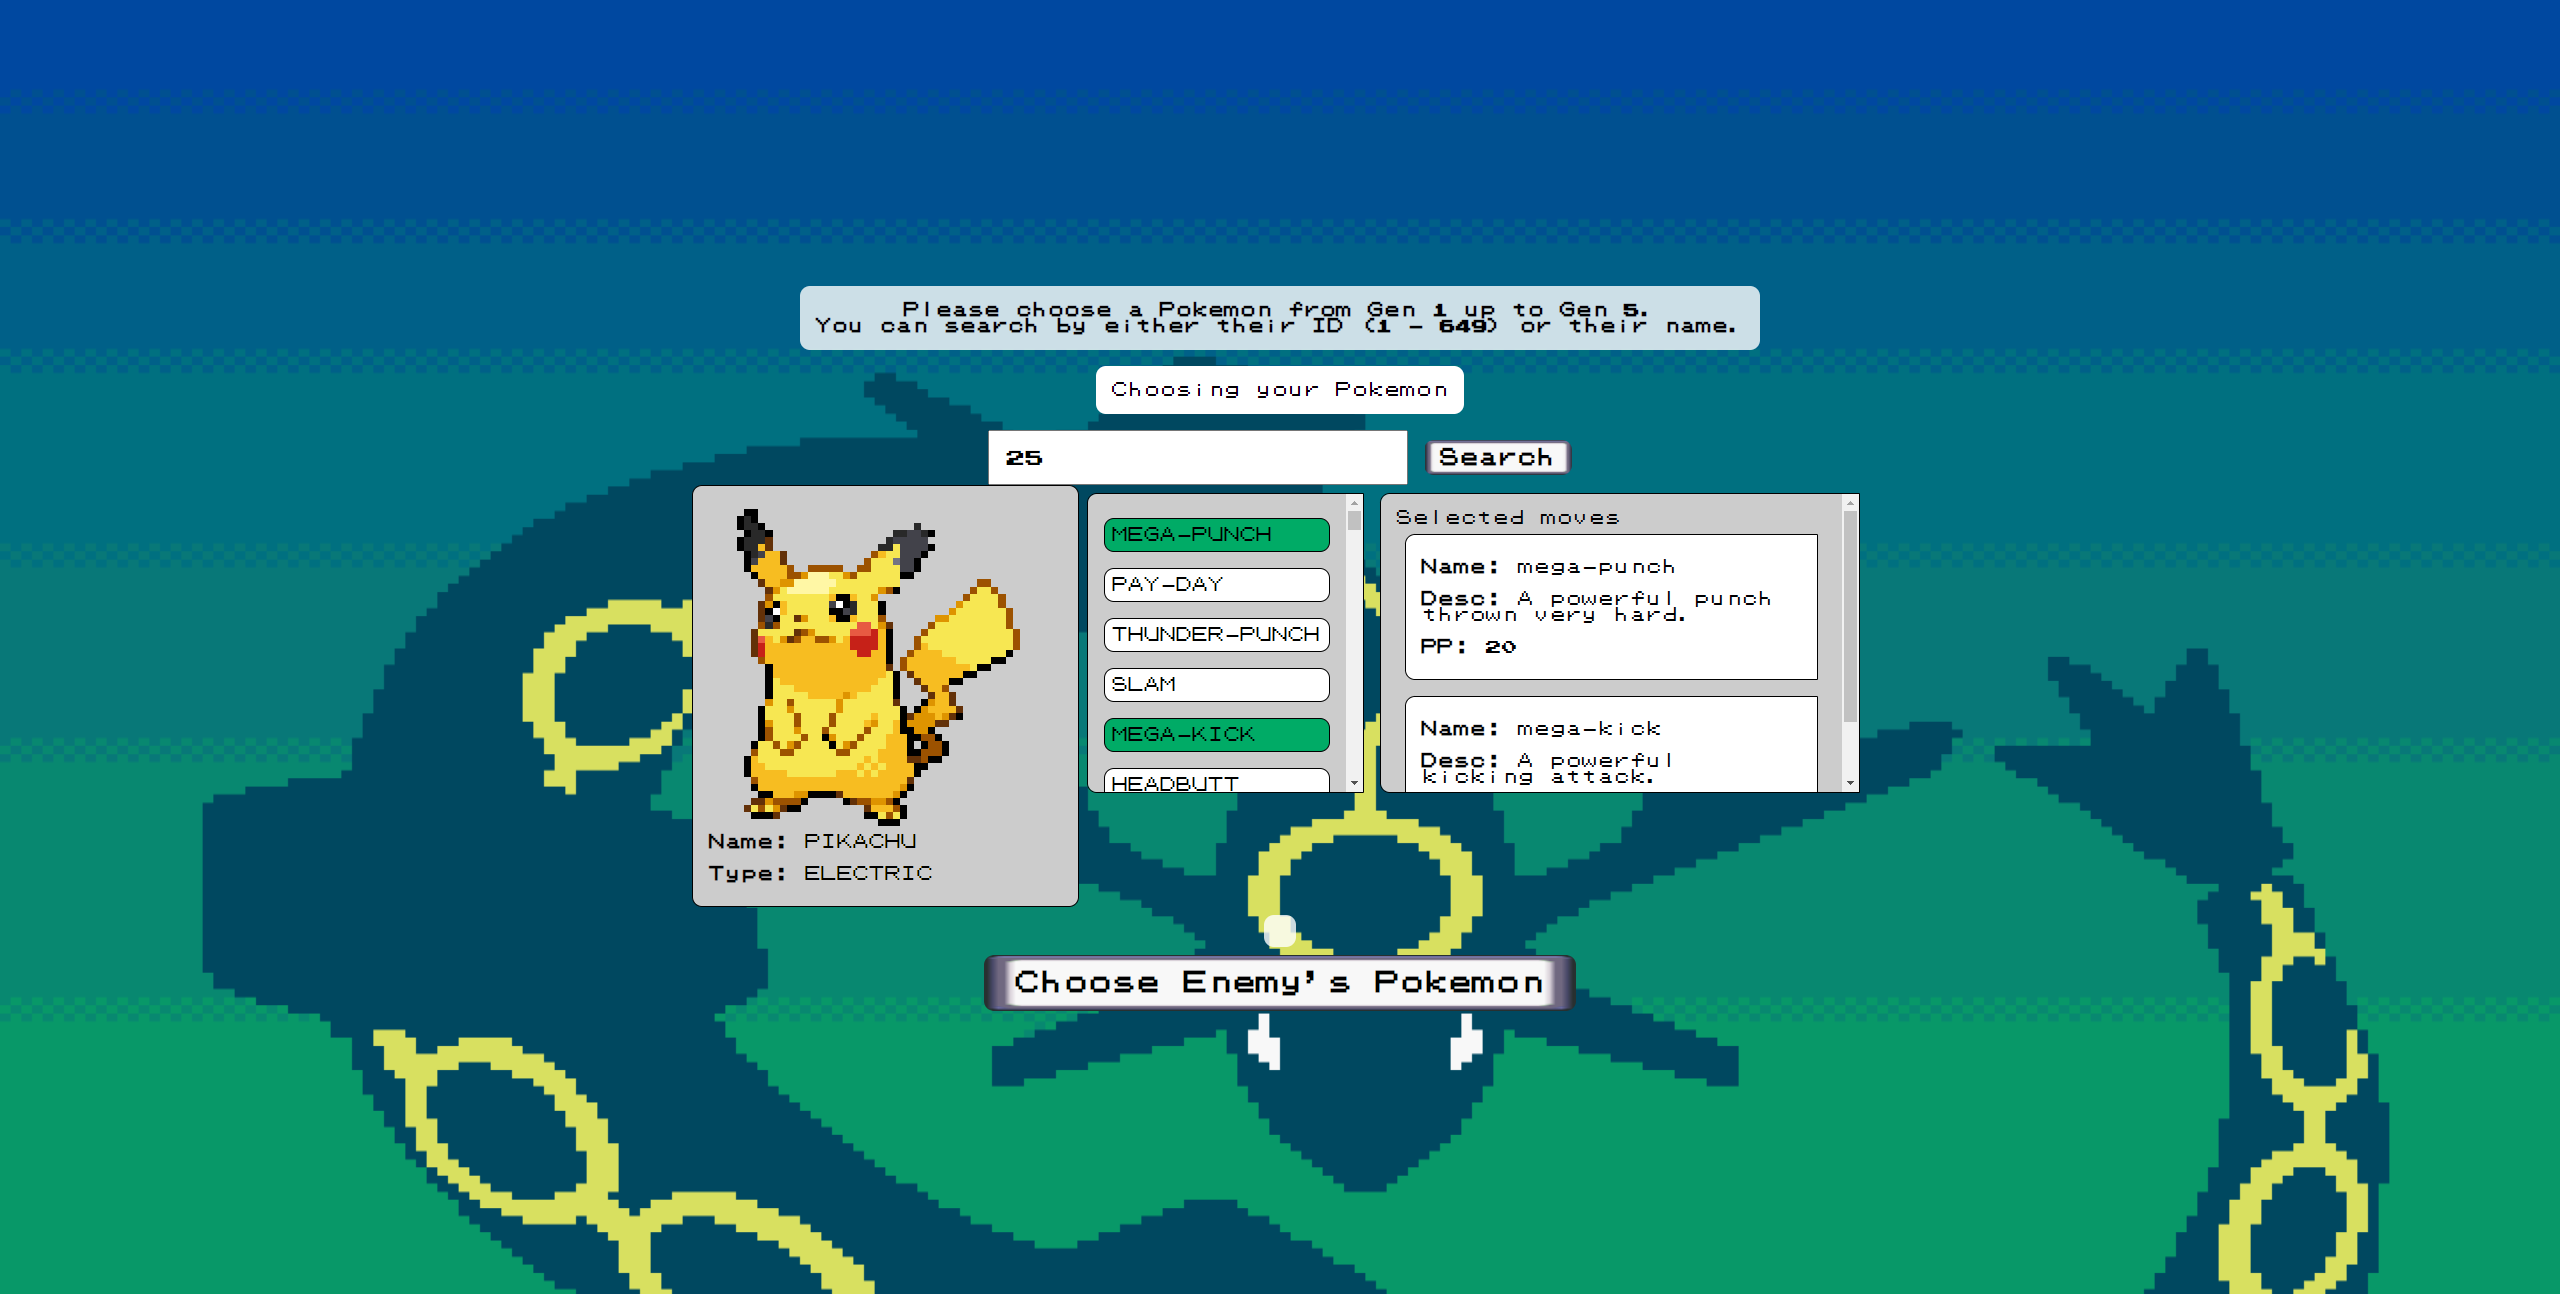 Please choose a Pokemon from Gen 1 up to Gen 5.
You can search by either their ID (1 - 649) or their name.
Choosing your Pokemon
25
Search
Name: PIKACHU
Type: ELECTRIC
MEGA-PUNCH
PAY-DAY
THUNDER-PUNCH
SLAM
MEGA-KICK
HEADBUTT
Selected moves
Name: mega-punch
Desc: A powerful punch
thrown very hard.
PP: 20
Name: mega-kick
Desc: A powerful
kicking attack.
Choose Enemy's Pokemon